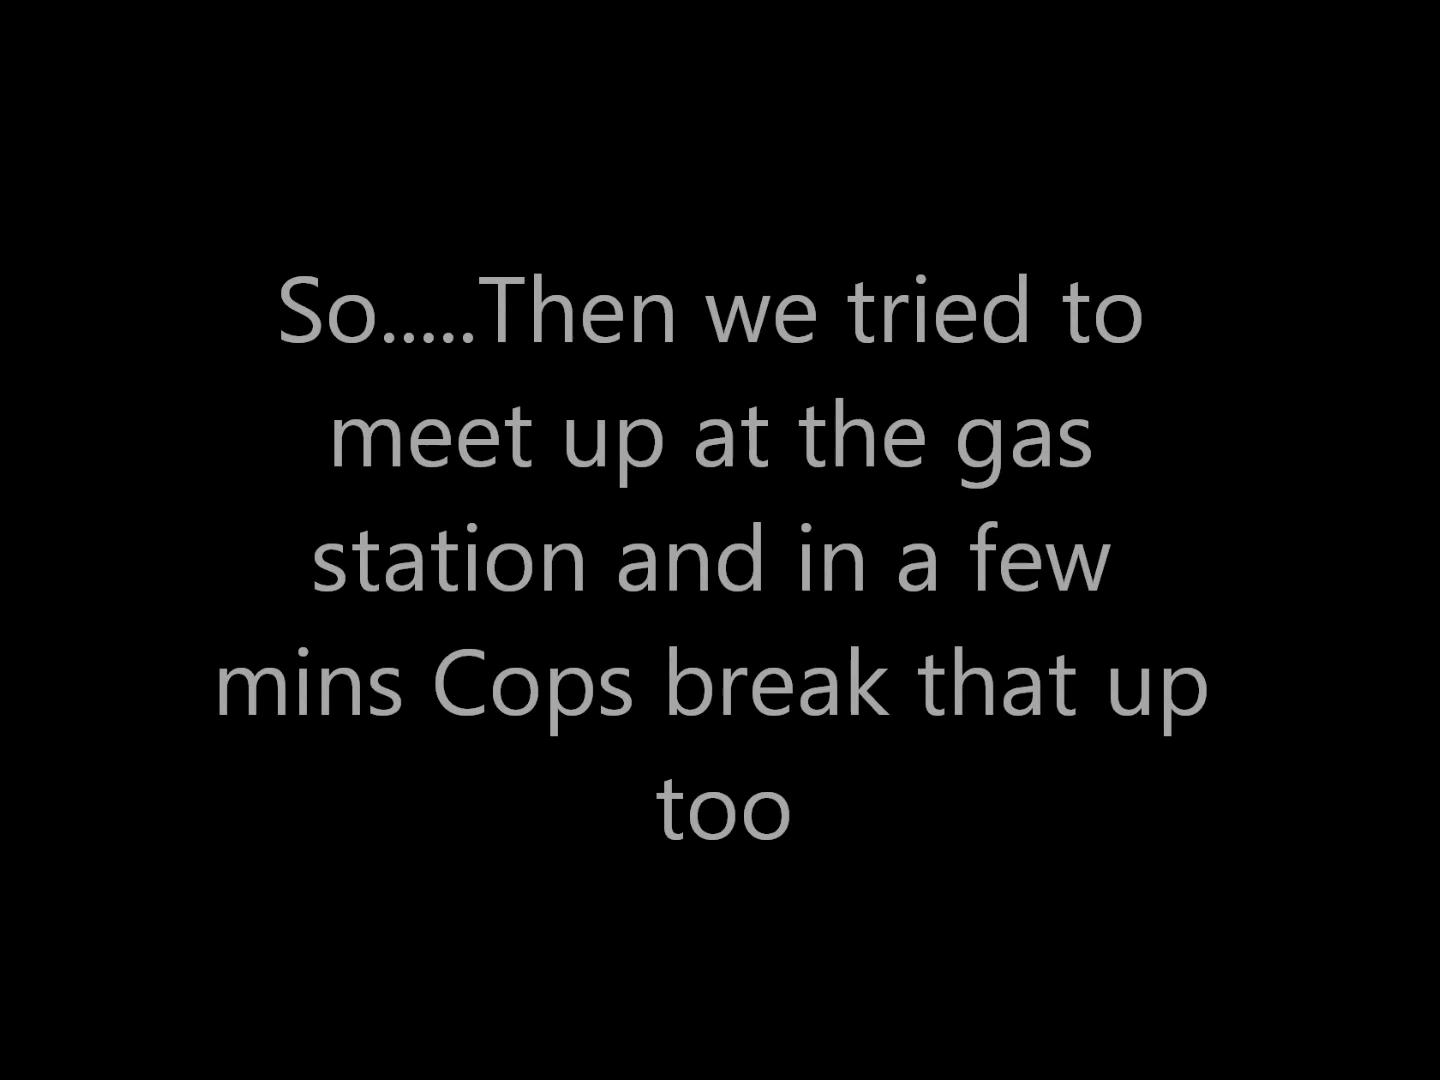 So.....Then we tried to
meet up at the gas
station and in a few
mins Cops break that up
too